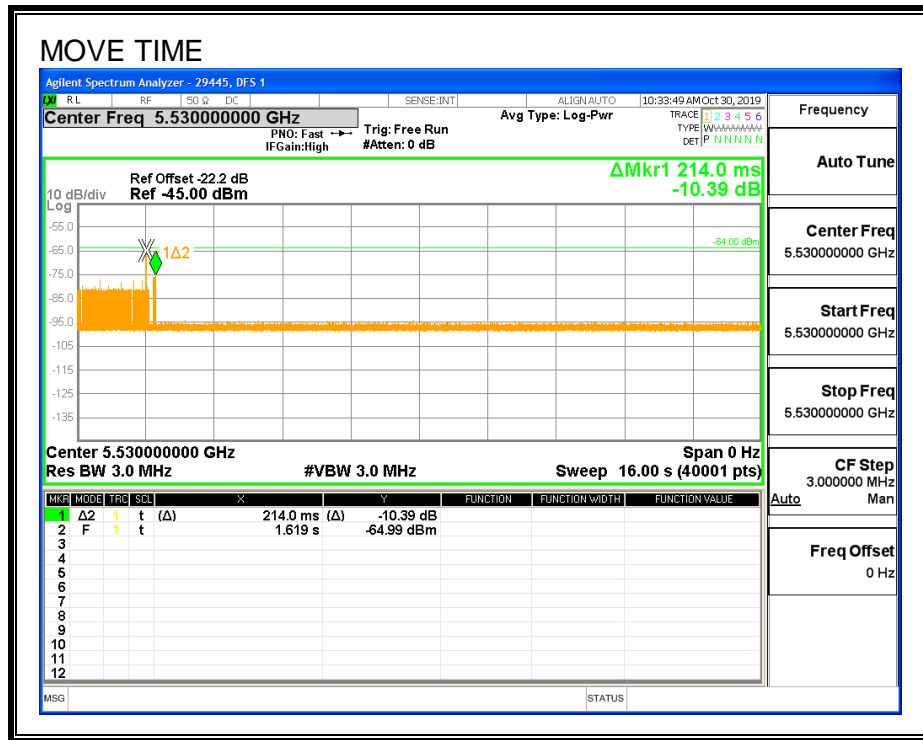 MOVE TIME
Agilent Spectrum Analyzer - 29445, DFS 1
LXI RL RF 50 Ω DC SENSE:INT ALIGN AUTO 10:33:49 AM Oct 30, 2019
Center Freq 5.530000000 GHz
PNO: Fast
IFGain:High
Trig: Free Run
#Atten: 0 dB
Avg Type: Log-Pwr
TRACE 1 2 3 4 5 6
TYPE WWWWWW
DET P N N N N N
ΔMkr1 214.0 ms
-10.39 dB
Ref Offset -22.2 dB
10 dB/div Ref -45.00 dBm
Log
-55.0
-65.0
-75.0
-85.0
-95.0
-105
-115
-125
-135
1Δ2
-64.00 dBm
Center 5.530000000 GHz Span 0 Hz
Res BW 3.0 MHz #VBW 3.0 MHz Sweep 16.00 s (40001 pts)
MKR MODE TRC SCL X Y FUNCTION FUNCTION WIDTH FUNCTION VALUE
1 Δ2 1 t (Δ) 214.0 ms (Δ) -10.39 dB
2 F 1 t 1.619 s -64.99 dBm
3
4
5
6
7
8
9
10
11
12
MSG STATUS
Frequency
Auto Tune
Center Freq
5.530000000 GHz
Start Freq
5.530000000 GHz
Stop Freq
5.530000000 GHz
CF Step
3.000000 MHz
Auto Man
Freq Offset
0 Hz